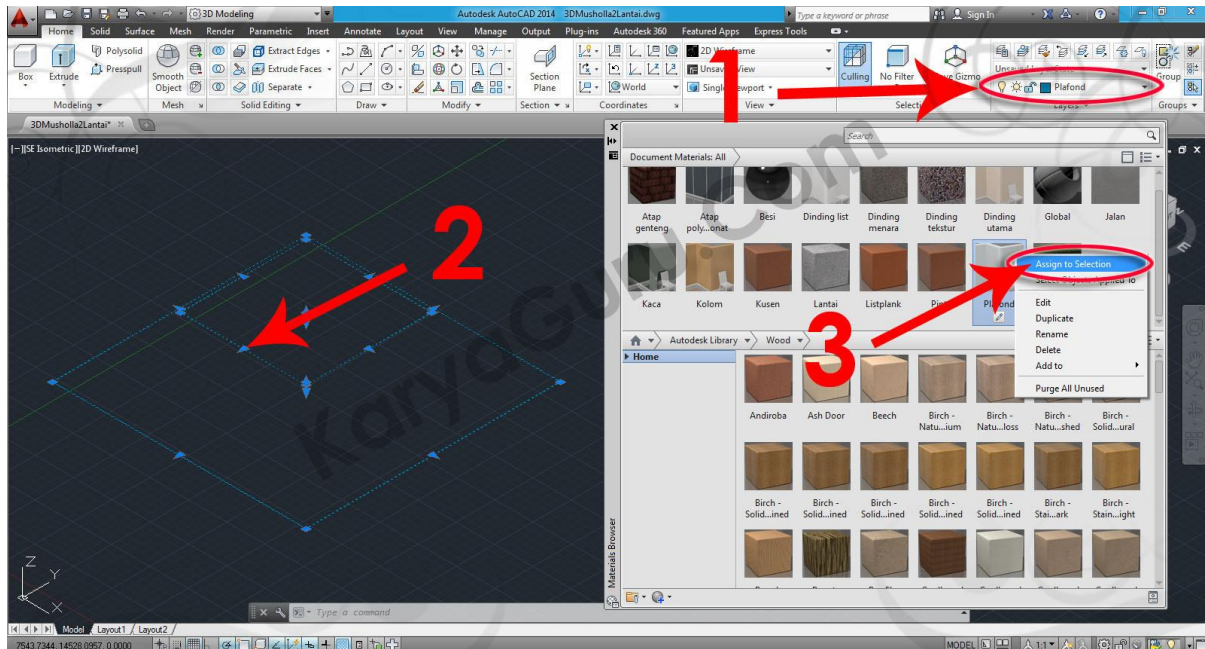 3D Modeling
Autodesk AutoCAD 2014 3DMusholla2Lantai.dwg
Type a keyword or phrase
Sign In
Home Solid Surface Mesh Render Parametric Insert Annotate Layout View Manage Output Plug-ins Autodesk 360 Featured Apps Express Tools
Polysolid
Presspull
Box
Extrude
Smooth Object
Extract Edges
Extrude Faces
Separate
Section Plane
World
2D Wireframe
Culling
No Filter
Gizmo
Plafond
Group
Modeling
Mesh
Solid Editing
Draw
Modify
Section
Coordinates
View
Layers
Groups
3DMusholla2Lantai*
[–][SE Isometric][2D Wireframe]
1
2
3
KaryaGuru.Com
Search
Document Materials: All
Atap genteng
Atap poly...onat
Besi
Dinding list
Dinding menara
Dinding tekstur
Dinding utama
Global
Jalan
Kaca
Kolom
Kusen
Lantai
Listplank
Assign to Selection
Edit
Duplicate
Rename
Delete
Add to
Purge All Unused
Autodesk Library
Wood
Home
Andiroba
Ash Door
Beech
Birch - Natu...ium
Birch - Natu...loss
Birch - Natu...shed
Birch - Solid...ural
Birch - Solid...ined
Birch - Solid...ined
Birch - Solid...ined
Birch - Solid...ined
Birch - Solid...ined
Birch - Stai...ark
Birch - Stain...ight
Materials Browser
Z
Y
X
Type a command
Model Layout1 Layout2
7543.7344, 14528.0957, 0.0000
MODEL
1:1